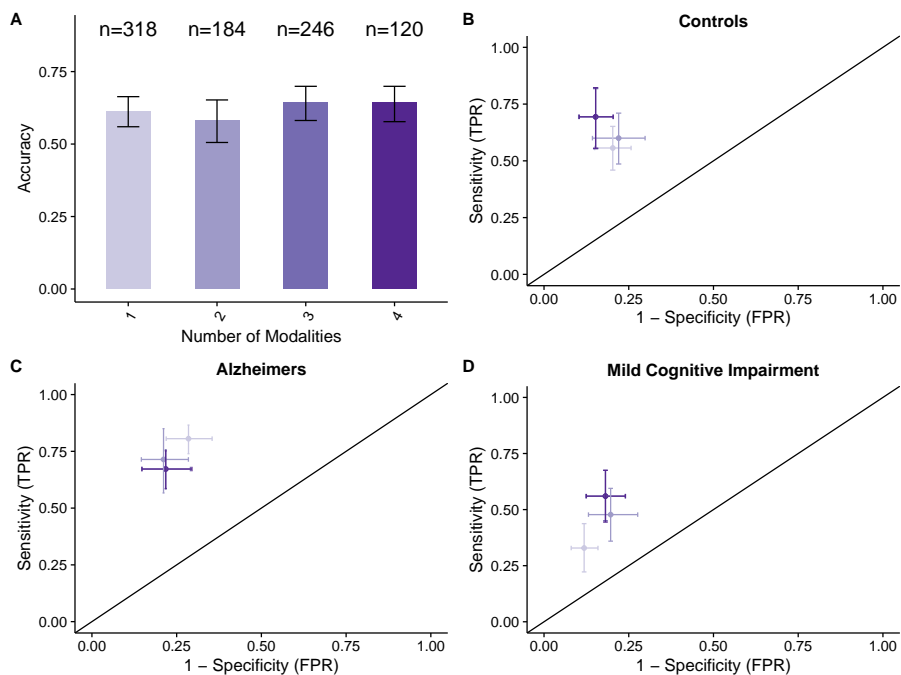 A
n=318 n=184 n=246 n=120
Accuracy
0.75
0.50
0.25
0.00
1 2 3 4
Number of Modalities
B
Controls
Sensitivity (TPR)
1.00
0.75
0.50
0.25
0.00
0.00 0.25 0.50 0.75 1.00
1 − Specificity (FPR)
C
Alzheimers
Sensitivity (TPR)
1.00
0.75
0.50
0.25
0.00
0.00 0.25 0.50 0.75 1.00
1 − Specificity (FPR)
D
Mild Cognitive Impairment
Sensitivity (TPR)
1.00
0.75
0.50
0.25
0.00
0.00 0.25 0.50 0.75 1.00
1 − Specificity (FPR)